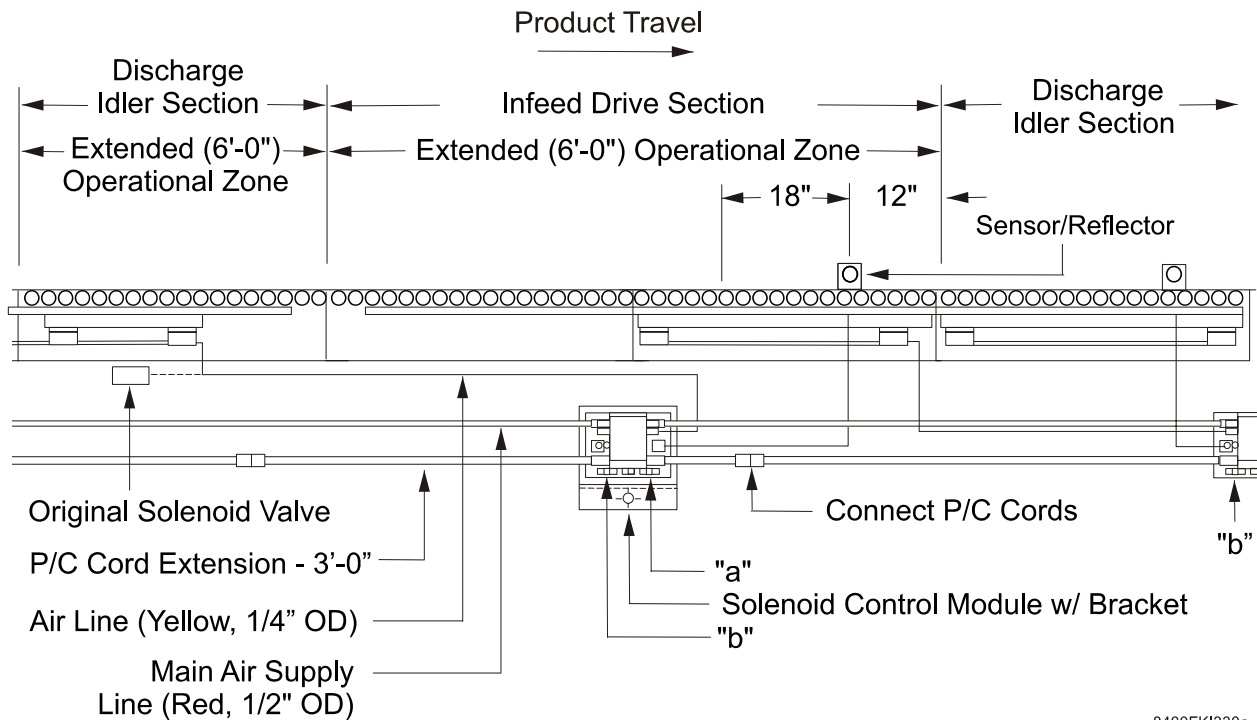 Product Travel
Discharge
Idler Section
Infeed Drive Section
Discharge
Idler Section
Extended (6'-0")
Operational Zone
Extended (6'-0") Operational Zone
18"
12"
Sensor/Reflector
Original Solenoid Valve
Connect P/C Cords
"b”
P/C Cord Extension - 3’-0”
"a"
Solenoid Control Module w/ Bracket
Air Line (Yellow, 1/4” OD)
"b"
Main Air Supply
Line (Red, 1/2" OD)